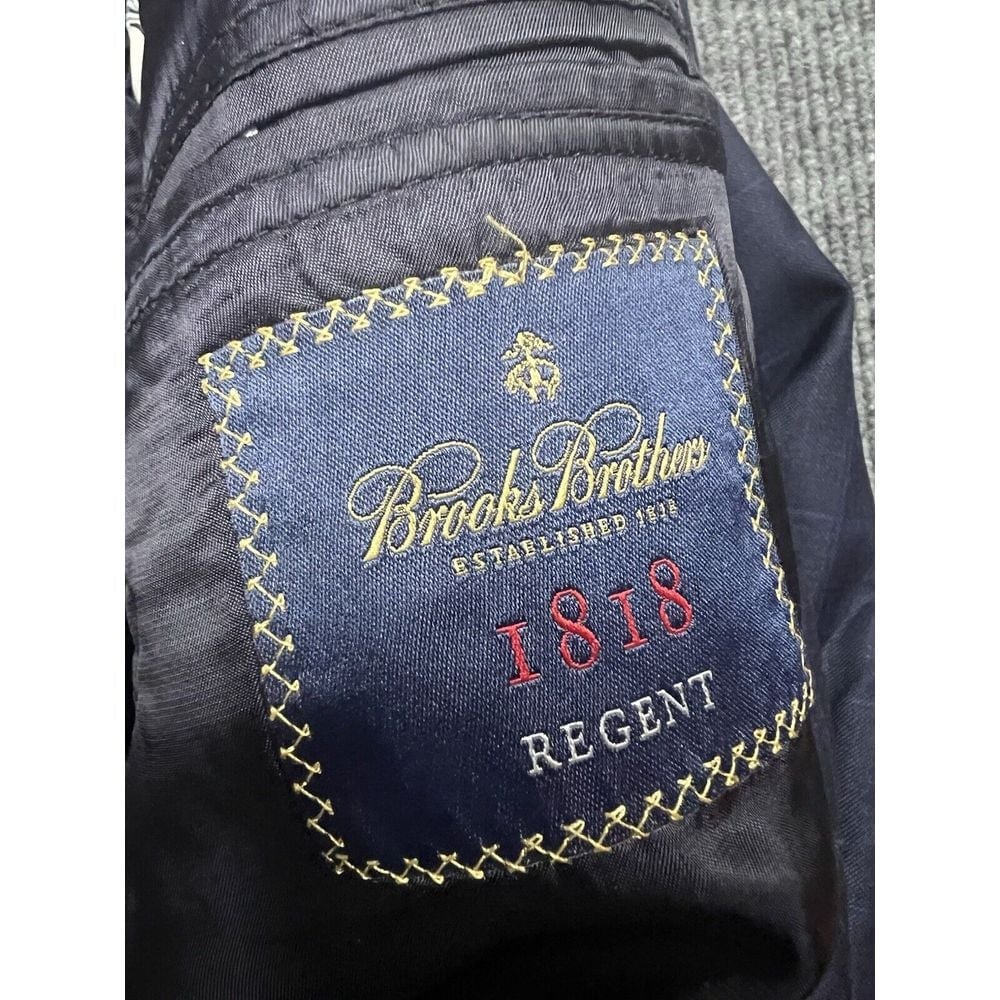 Brooks Brothers
ESTABLISHED 1818
1818
REGENT